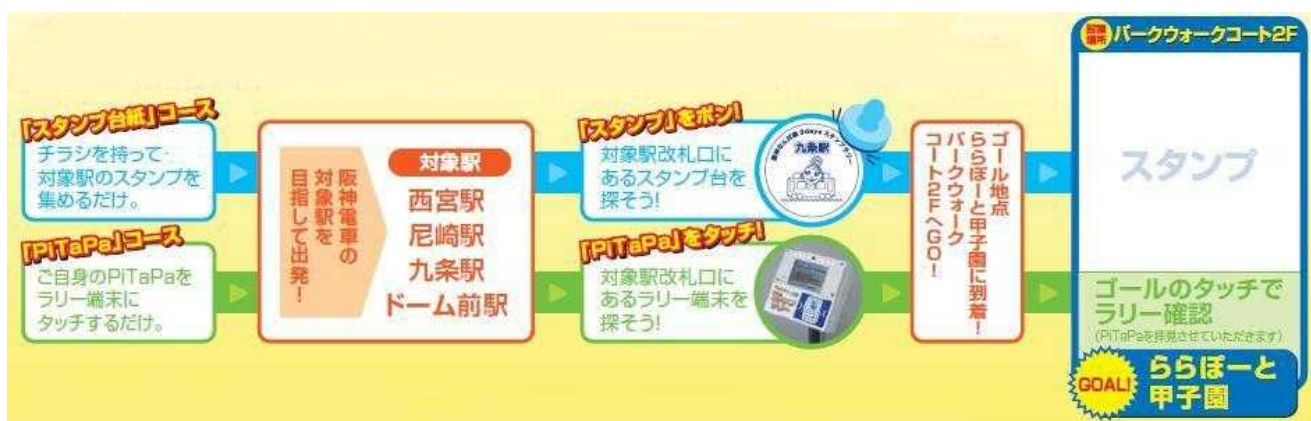 「スタンプ台紙」コース
チラシを持って・
対象駅のスタンプを
集めるだけ。
「PiTaPa」コース
ご自身のPiTaPaを
ラリー端末に
タッチするだけ。
阪神電車の
対象駅を
目指して出発！
対象駅
西宮駅
尼崎駅
九条駅
ドーム前駅
「スタンプ」をポン!
対象駅改札口に
あるスタンプ台を
探そう!
九条駅
「PiTaPa」をタッチ!
対象駅改札口に
あるラリー端末を
探そう!
ゴール地点
ららぽーと甲子園に到着！
パークウォーク
コート2FへGO！
設置
場所
パークウォークコート2F
スタンプ
ゴールのタッチで
ラリー確認
(PiTaPaを拝見させていただきます)
GOAL!
ららぽーと
甲子園